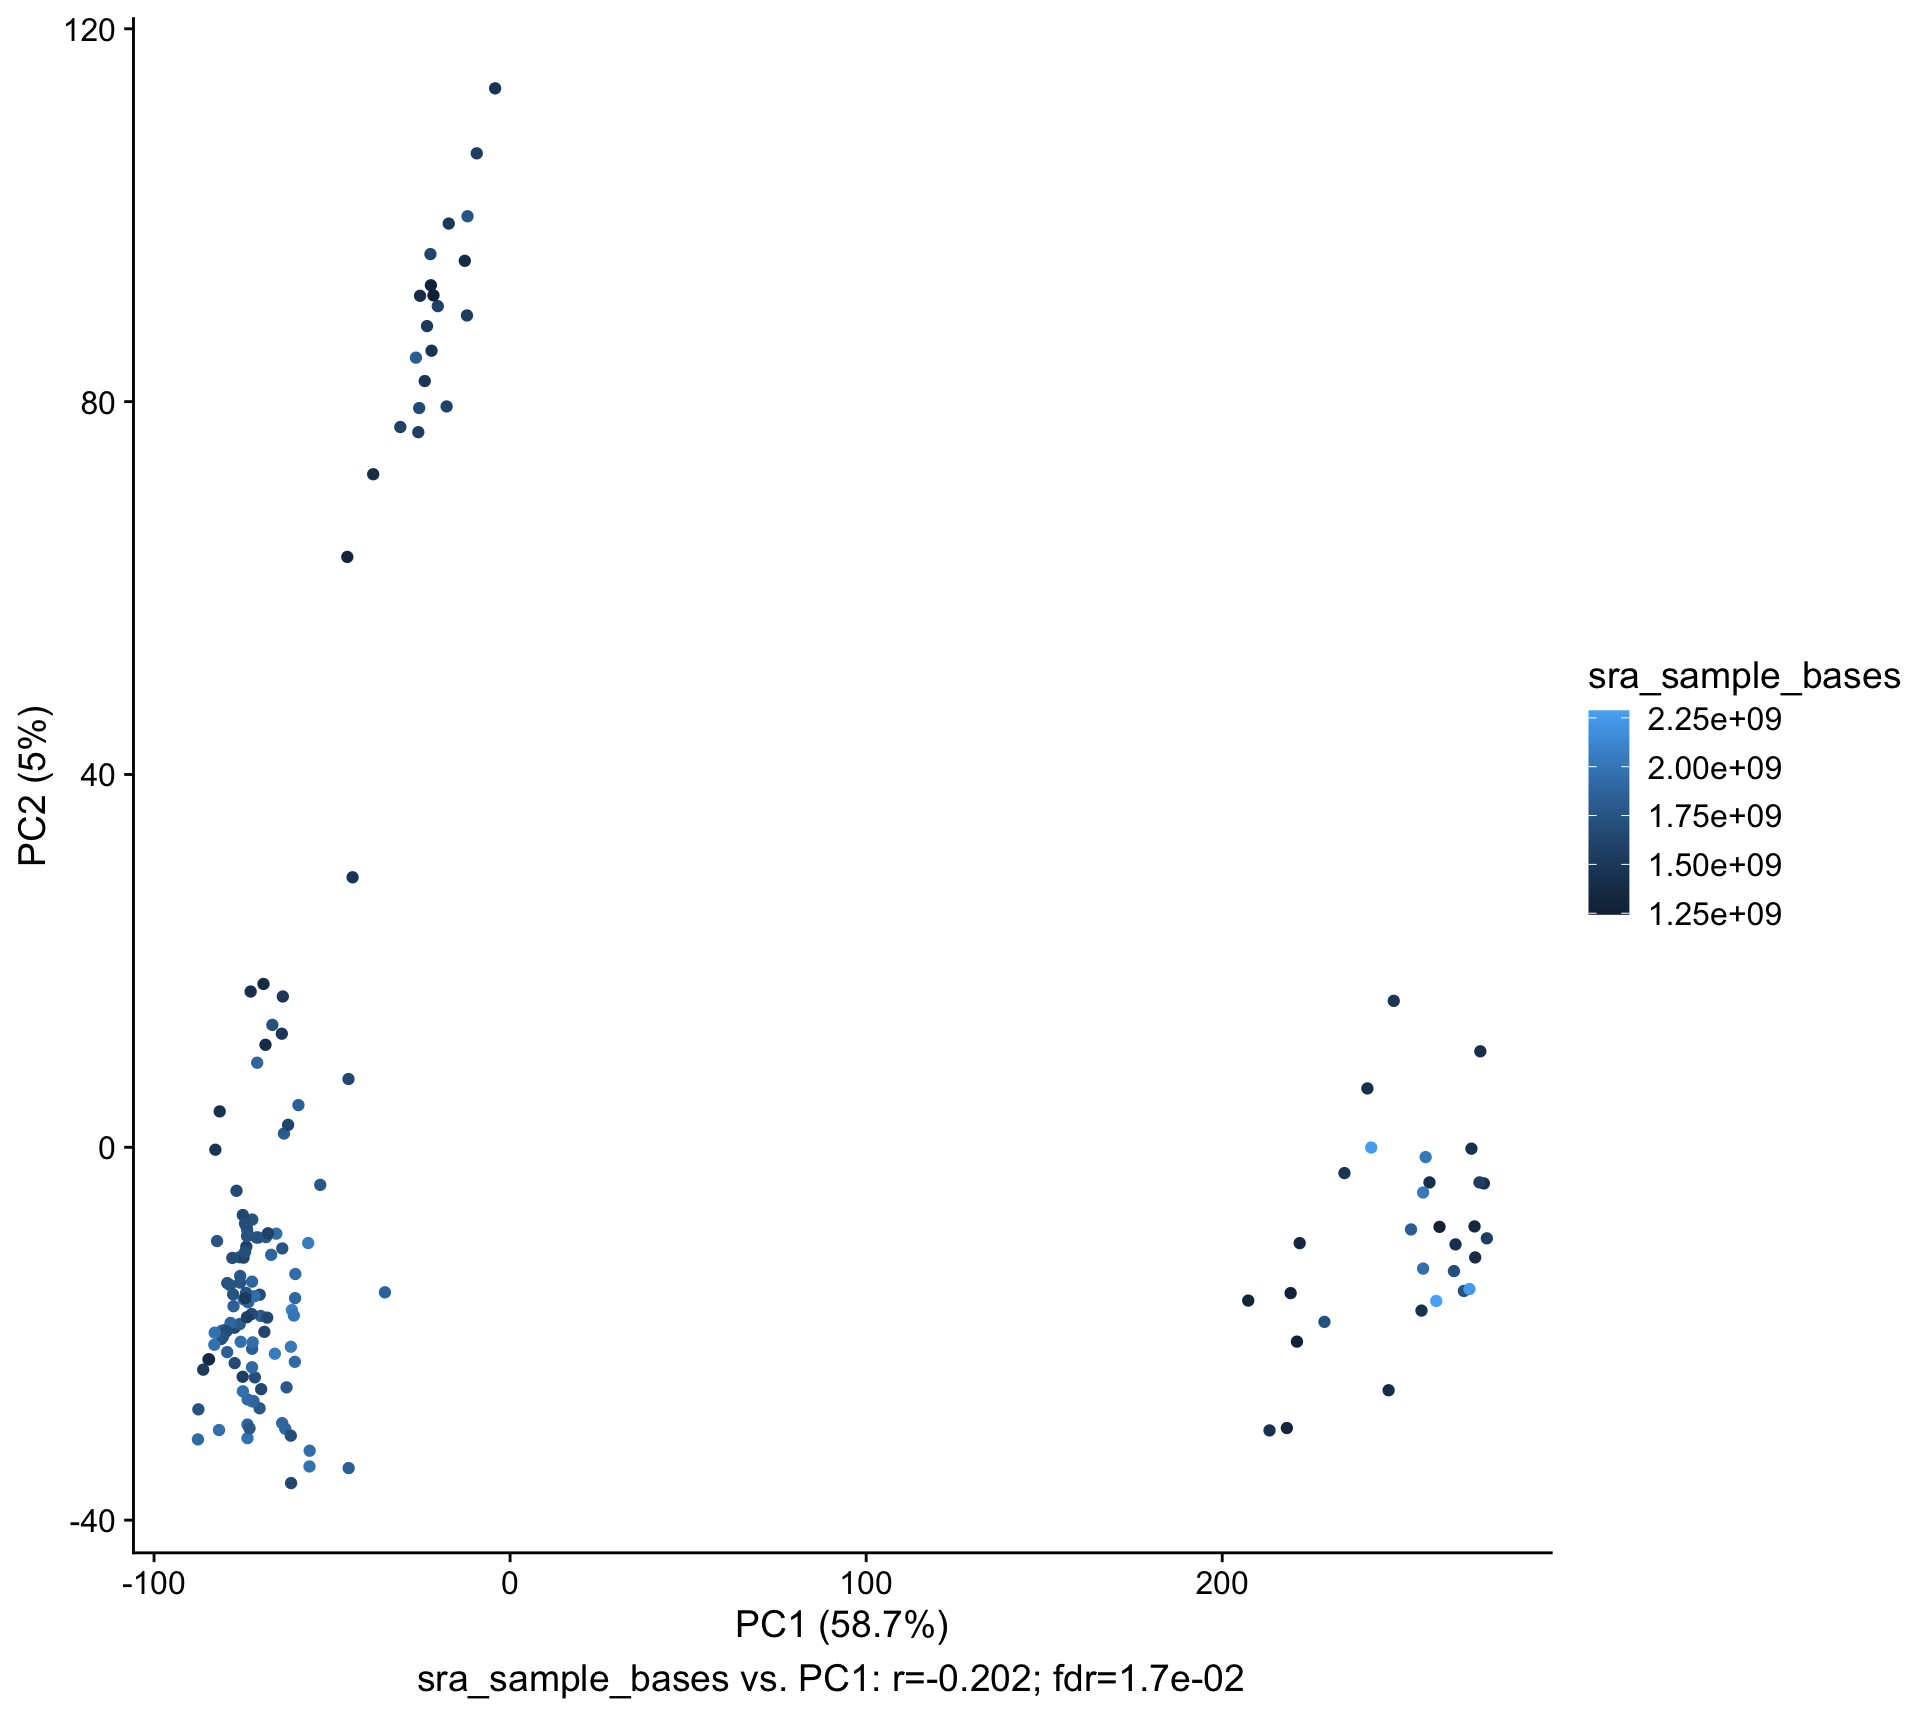 120
80
40
0
-40
PC2 (5%)
-100
0
100
200
PC1 (58.7%)
sra_sample_bases vs. PC1: r=-0.202; fdr=1.7e-02
sra_sample_bases
2.25e+09
2.00e+09
1.75e+09
1.50e+09
1.25e+09